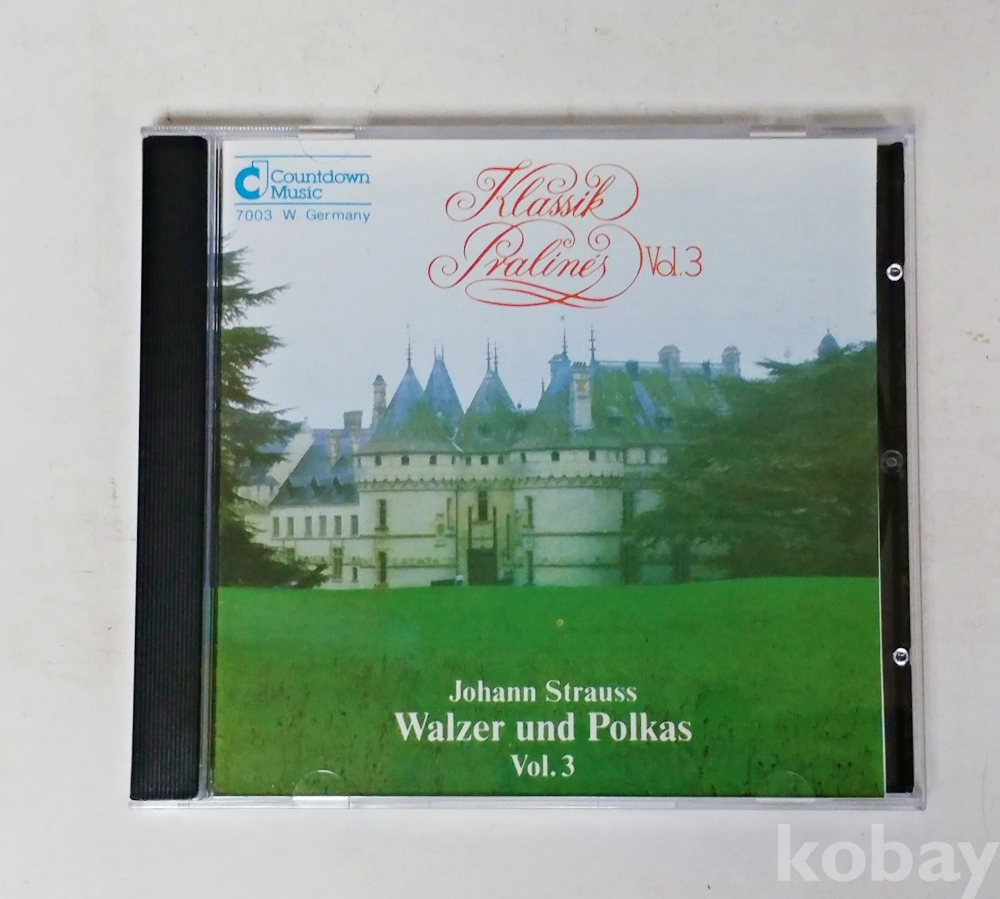 Countdown
Music
7003 W. Germany
Klassik
Pralinés Vol.3
Johann Strauss
Walzer und Polkas
Vol. 3
kobay